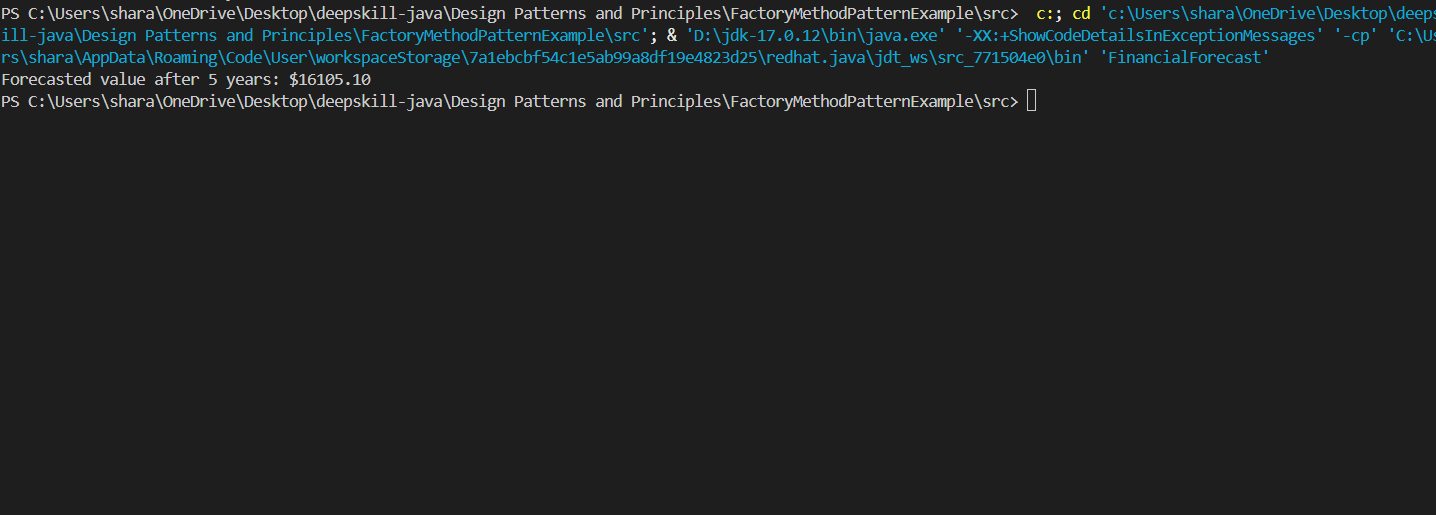 PS C:\Users\shara\OneDrive\Desktop\deepskill-java\Design Patterns and Principles\FactoryMethodPatternExample\src>  c:; cd 'c:\Users\shara\OneDrive\Desktop\deeps
ill-java\Design Patterns and Principles\FactoryMethodPatternExample\src'; & 'D:\jdk-17.0.12\bin\java.exe' '-XX:+ShowCodeDetailsInExceptionMessages' '-cp' 'C:\Us
rs\shara\AppData\Roaming\Code\User\workspaceStorage\7a1ebcbf54c1e5ab99a8df19e4823d25\redhat.java\jdt_ws\src_771504e0\bin' 'FinancialForecast'
Forecasted value after 5 years: $16105.10
PS C:\Users\shara\OneDrive\Desktop\deepskill-java\Design Patterns and Principles\FactoryMethodPatternExample\src>